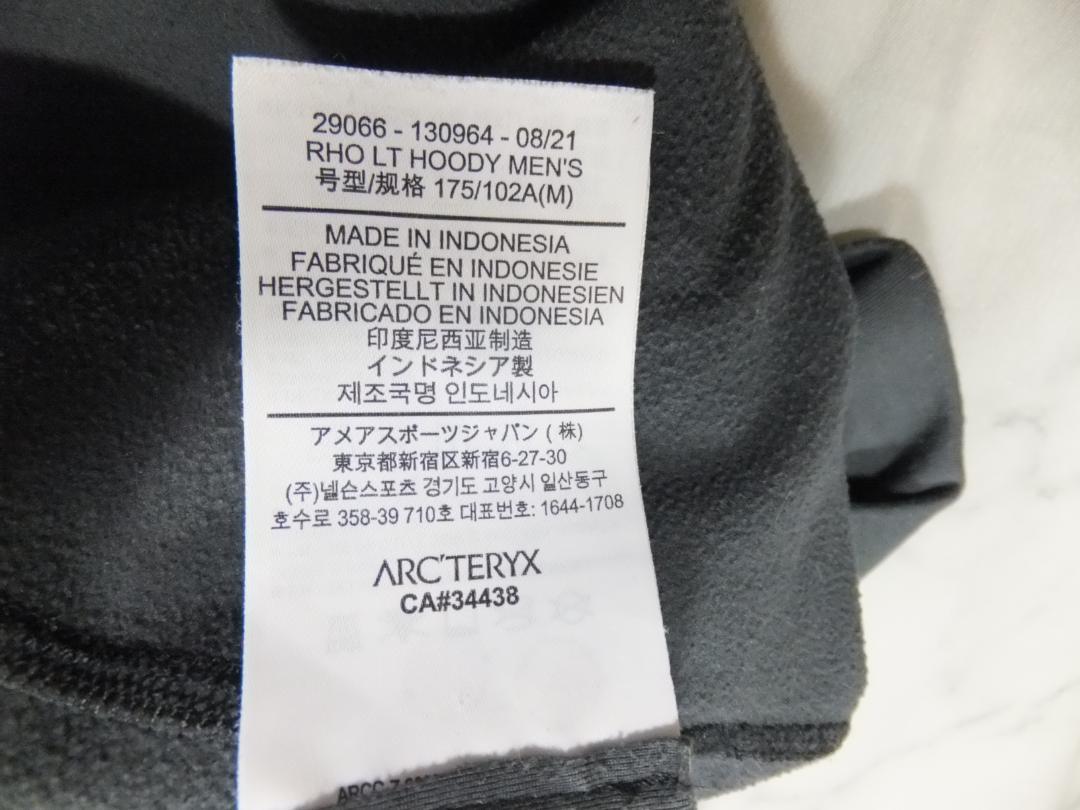 29066 - 130964 - 08/21
RHO LT HOODY MEN'S
号型/规格 175/102A(M)
MADE IN INDONESIA
FABRIQUÉ EN INDONESIE
HERGESTELLT IN INDONESIEN
FABRICADO EN INDONESIA
印度尼西亚制造
インドネシア製
제조국명 인도네시아
アメアスポーツジャパン (株)
東京都新宿区新宿6-27-30
(주)넬슨스포츠 경기도 고양시 일산동구
호수로 358-39 710호 대표번호: 1644-1708
ARC'TERYX
CA#34438